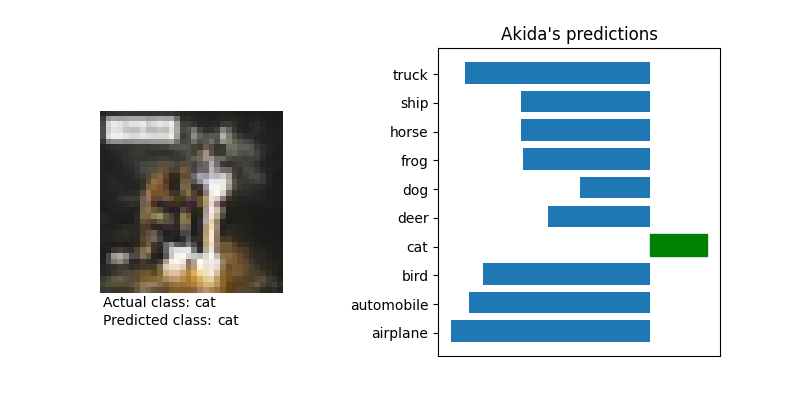 Akida's predictions
truck
ship
horse
frog
dog
deer
cat
bird
automobile
airplane
Actual class: cat
Predicted class: cat